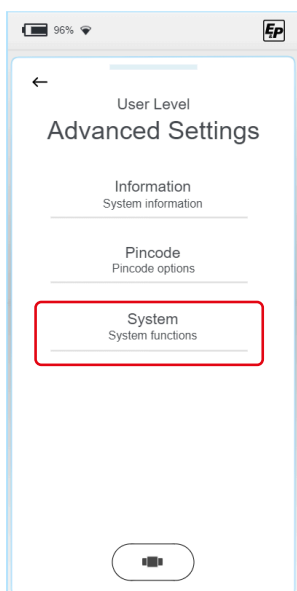 96%
EP
User Level
Advanced Settings
Information
System information
Pincode
Pincode options
System
System functions